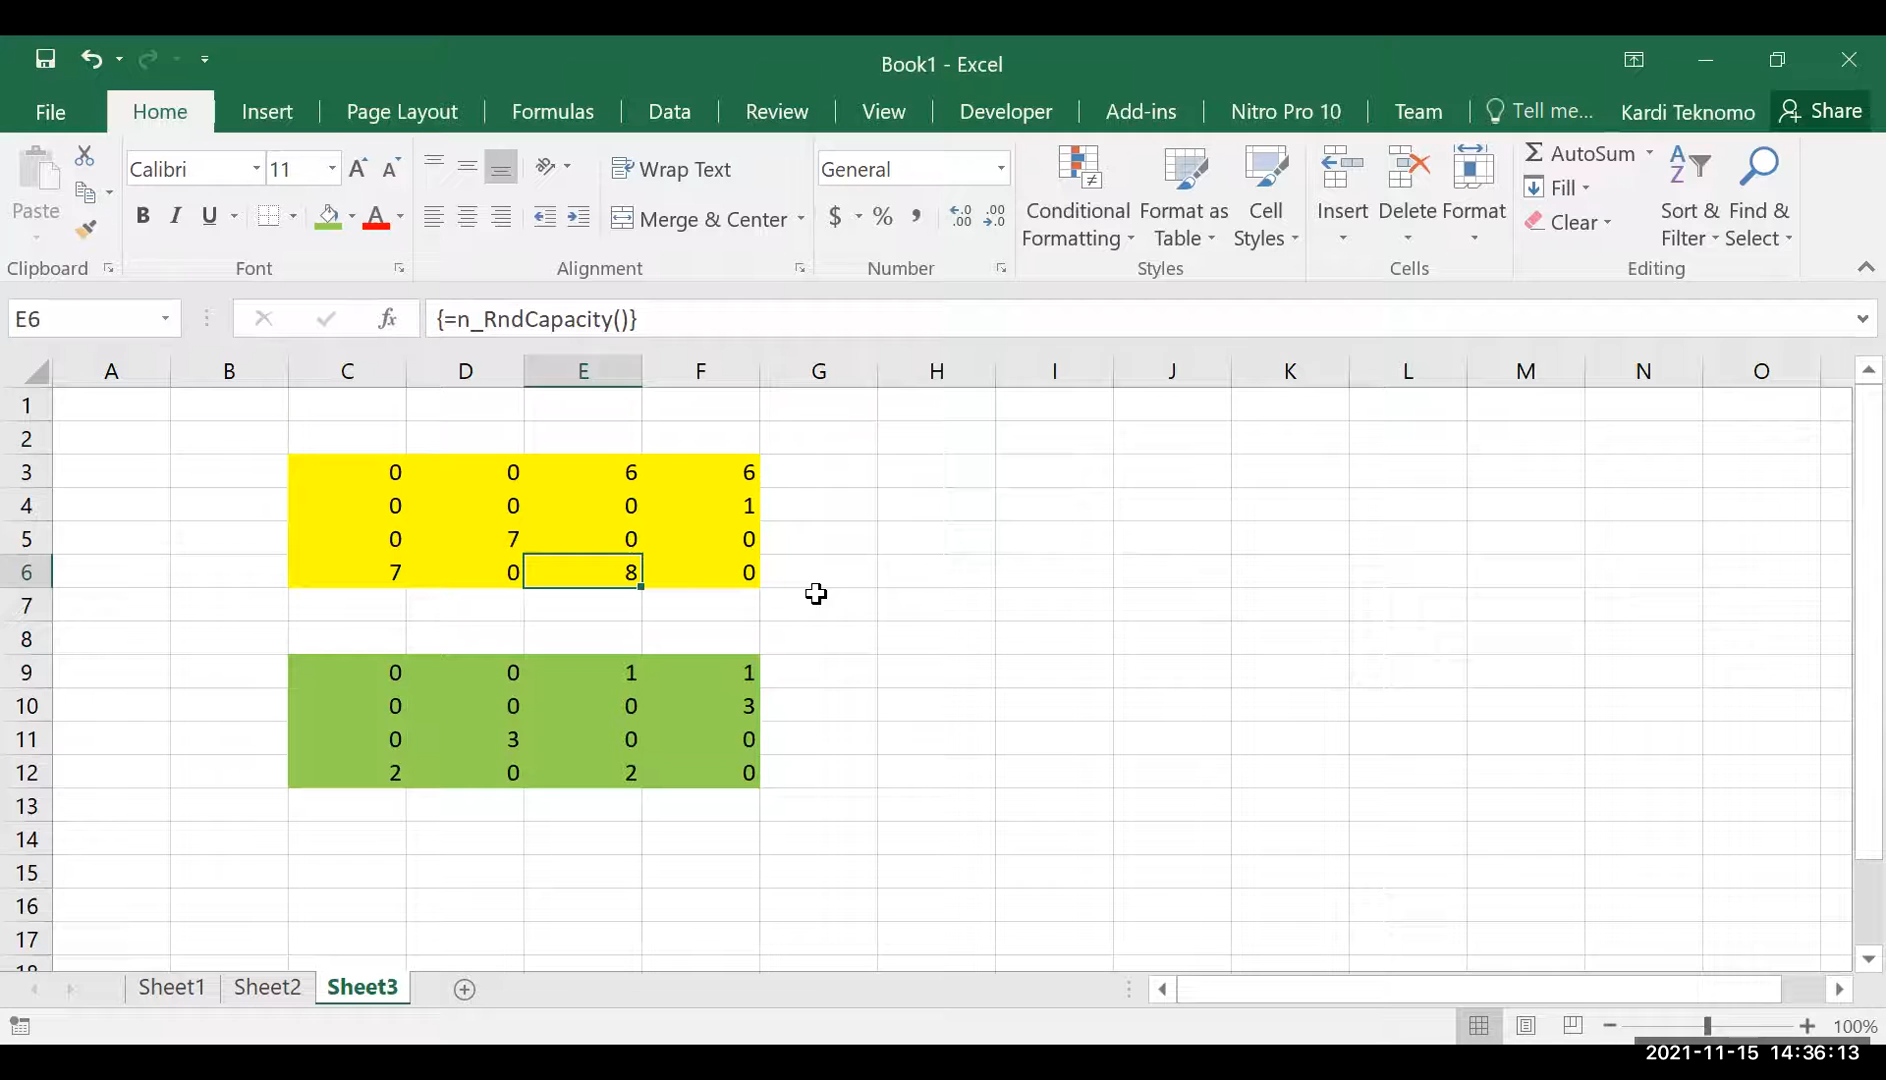 Book1 - Excel
File Home Insert Page Layout Formulas Data Review View Developer Add-ins Nitro Pro 10 Team Tell me... Kardi Teknomo Share
Calibri 11 A A Wrap Text General AutoSum
Paste Fill
B I U A Merge & Center $ % , Conditional Formatting Format as Table Cell Styles Insert Delete Format Clear Sort & Filter Find & Select
Clipboard Font Alignment Number Styles Cells Editing
E6 fx {=n_RndCapacity()}
A B C D E F G H I J K L M N O
1
2
3 0 0 6 6
4 0 0 0 1
5 0 7 0 0
6 7 0 8 0
7
8
9 0 0 1 1
10 0 0 0 3
11 0 3 0 0
12 2 0 2 0
13
14
15
16
17
18
Sheet1 Sheet2 Sheet3
100%
2021-11-15 14:36:13